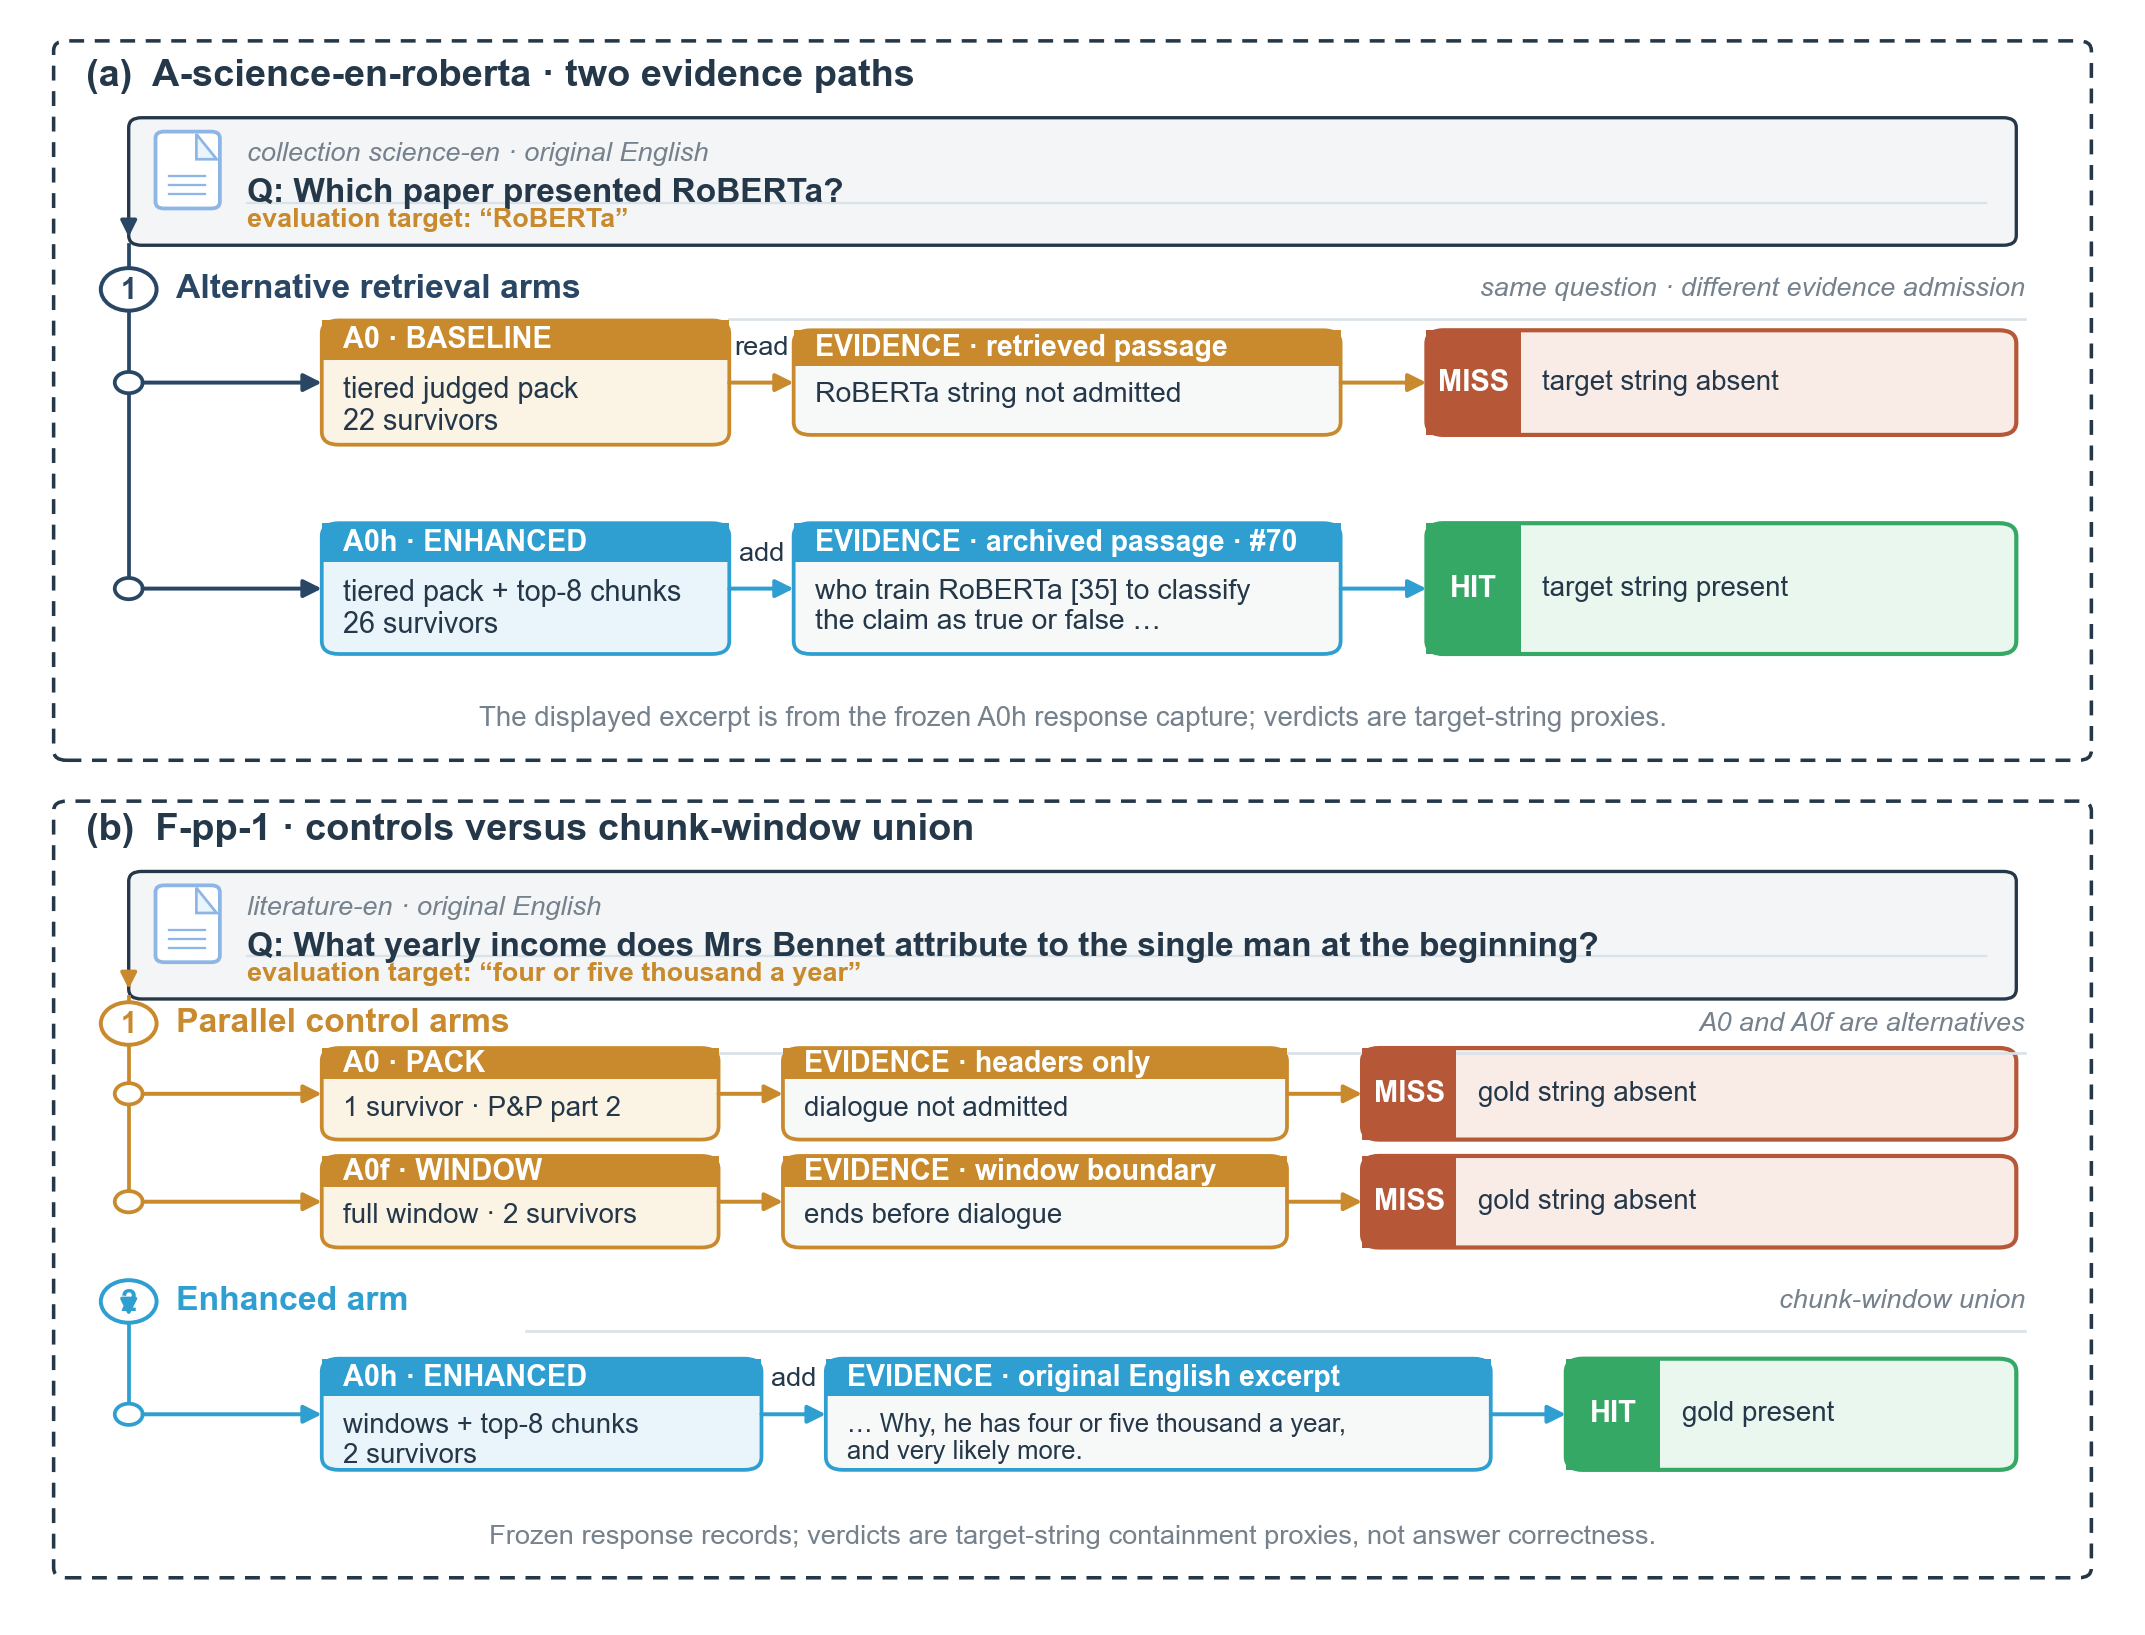 (a) A-science-en-roberta · two evidence paths
collection science-en · original English
Q: Which paper presented RoBERTa?
evaluation target: “RoBERTa”
1 Alternative retrieval arms
same question · different evidence admission
A0 · BASELINE
tiered judged pack
22 survivors
read
EVIDENCE · retrieved passage
RoBERTa string not admitted
MISS
target string absent
A0h · ENHANCED
tiered pack + top-8 chunks
26 survivors
add
EVIDENCE · archived passage · #70
who train RoBERTa [35] to classify
the claim as true or false …
HIT
target string present
The displayed excerpt is from the frozen A0h response capture; verdicts are target-string proxies.
(b) F-pp-1 · controls versus chunk-window union
literature-en · original English
Q: What yearly income does Mrs Bennet attribute to the single man at the beginning?
evaluation target: “four or five thousand a year”
1 Parallel control arms
A0 and A0f are alternatives
A0 · PACK
1 survivor · P&P part 2
EVIDENCE · headers only
dialogue not admitted
MISS
gold string absent
A0f · WINDOW
full window · 2 survivors
EVIDENCE · window boundary
ends before dialogue
MISS
gold string absent
2 Enhanced arm
chunk-window union
A0h · ENHANCED
windows + top-8 chunks
2 survivors
add
EVIDENCE · original English excerpt
… Why, he has four or five thousand a year,
and very likely more.
HIT
gold present
Frozen response records; verdicts are target-string containment proxies, not answer correctness.